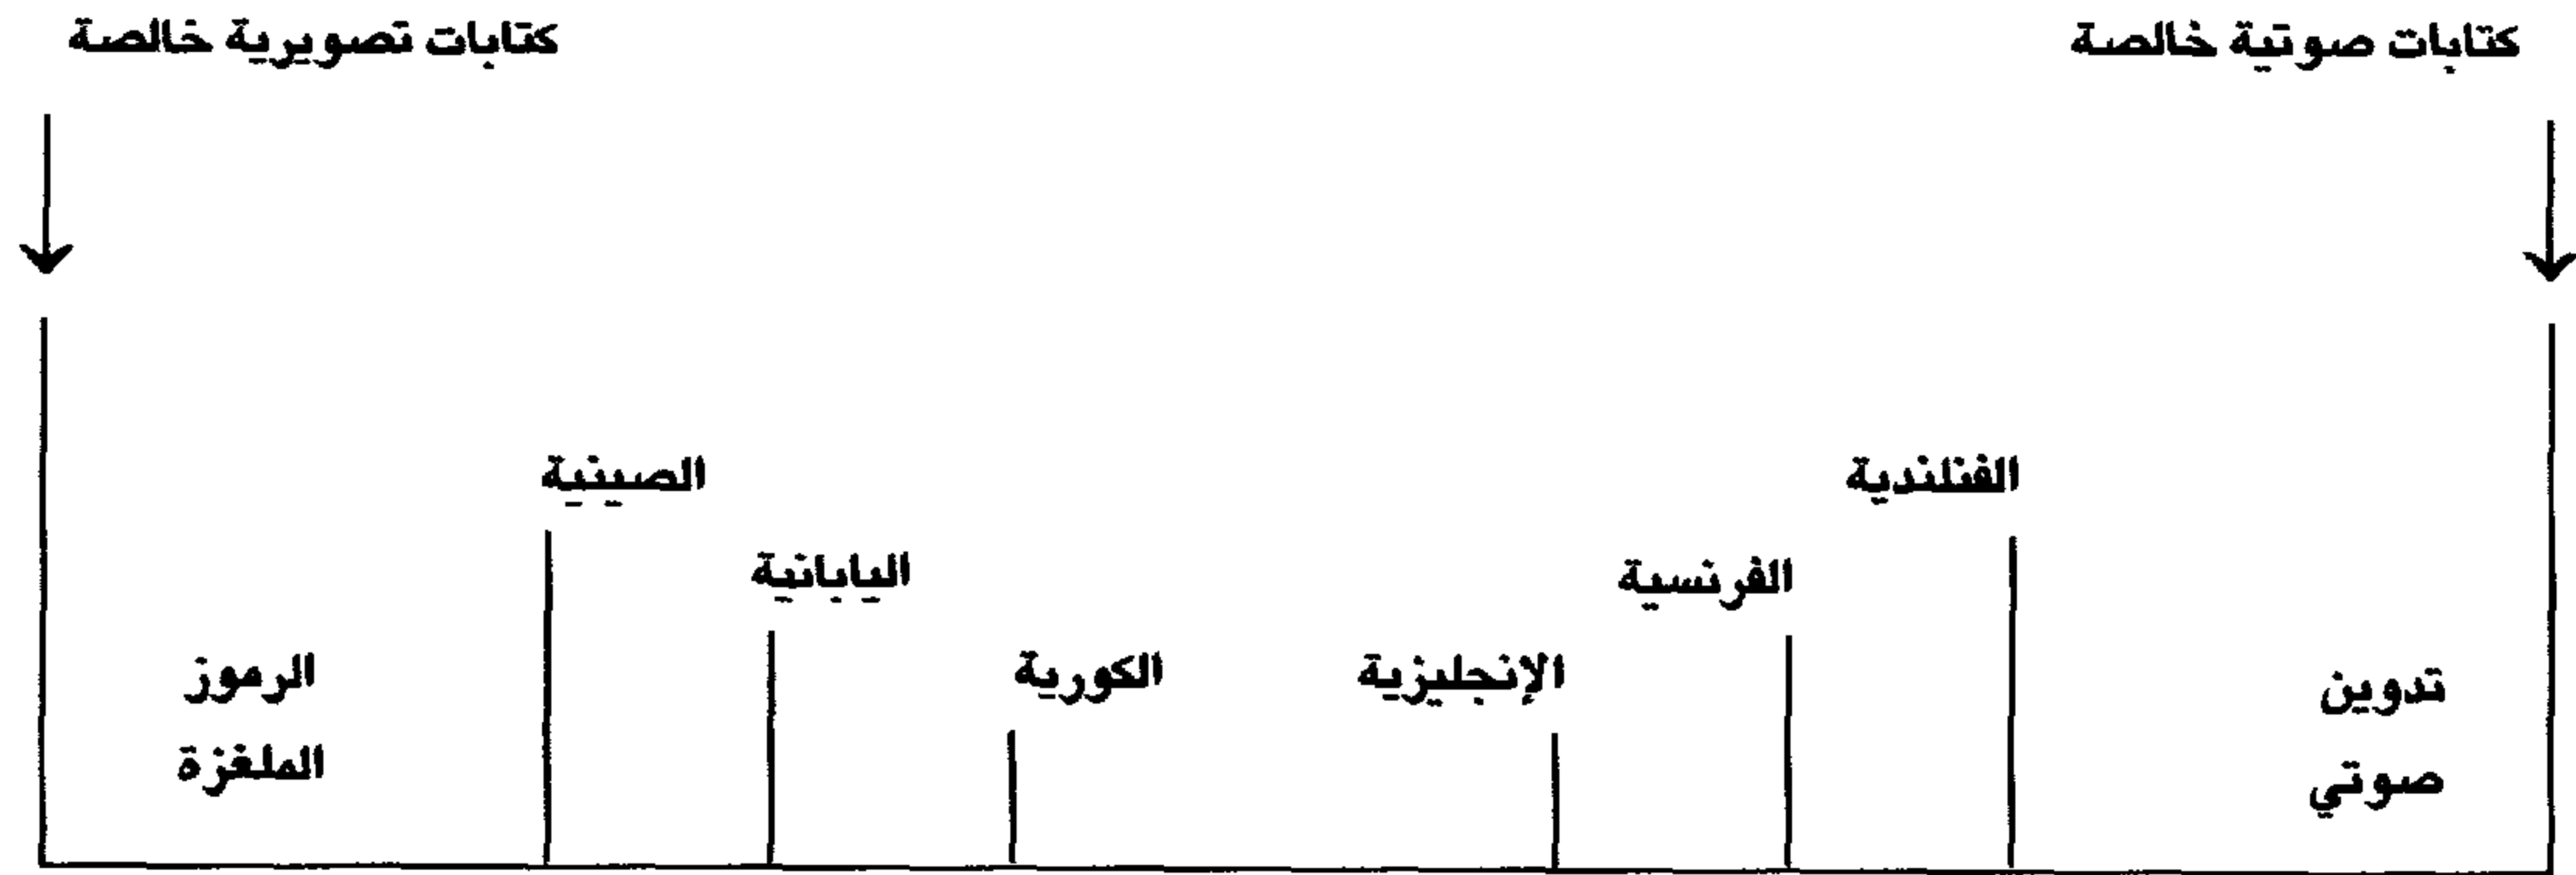 كتابات صوتية خالصة
كتابات تصويرية خالصة
الفنلندية
الصينية
الفرنسية
اليابانية
تدوين
صوتي
الإنجليزية
الكورية
الرموز
الملغزة